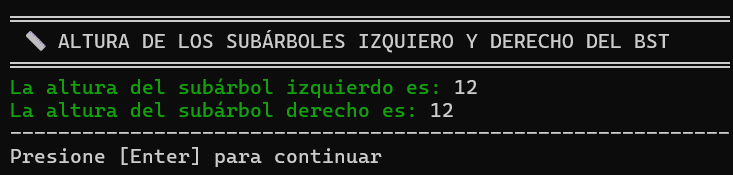 ALTURA DE LOS SUBÁRBOLES IZQUIERO Y DERECHO DEL BST
La altura del subárbol izquierdo es: 12
La altura del subárbol derecho es: 12
Presione [Enter] para continuar